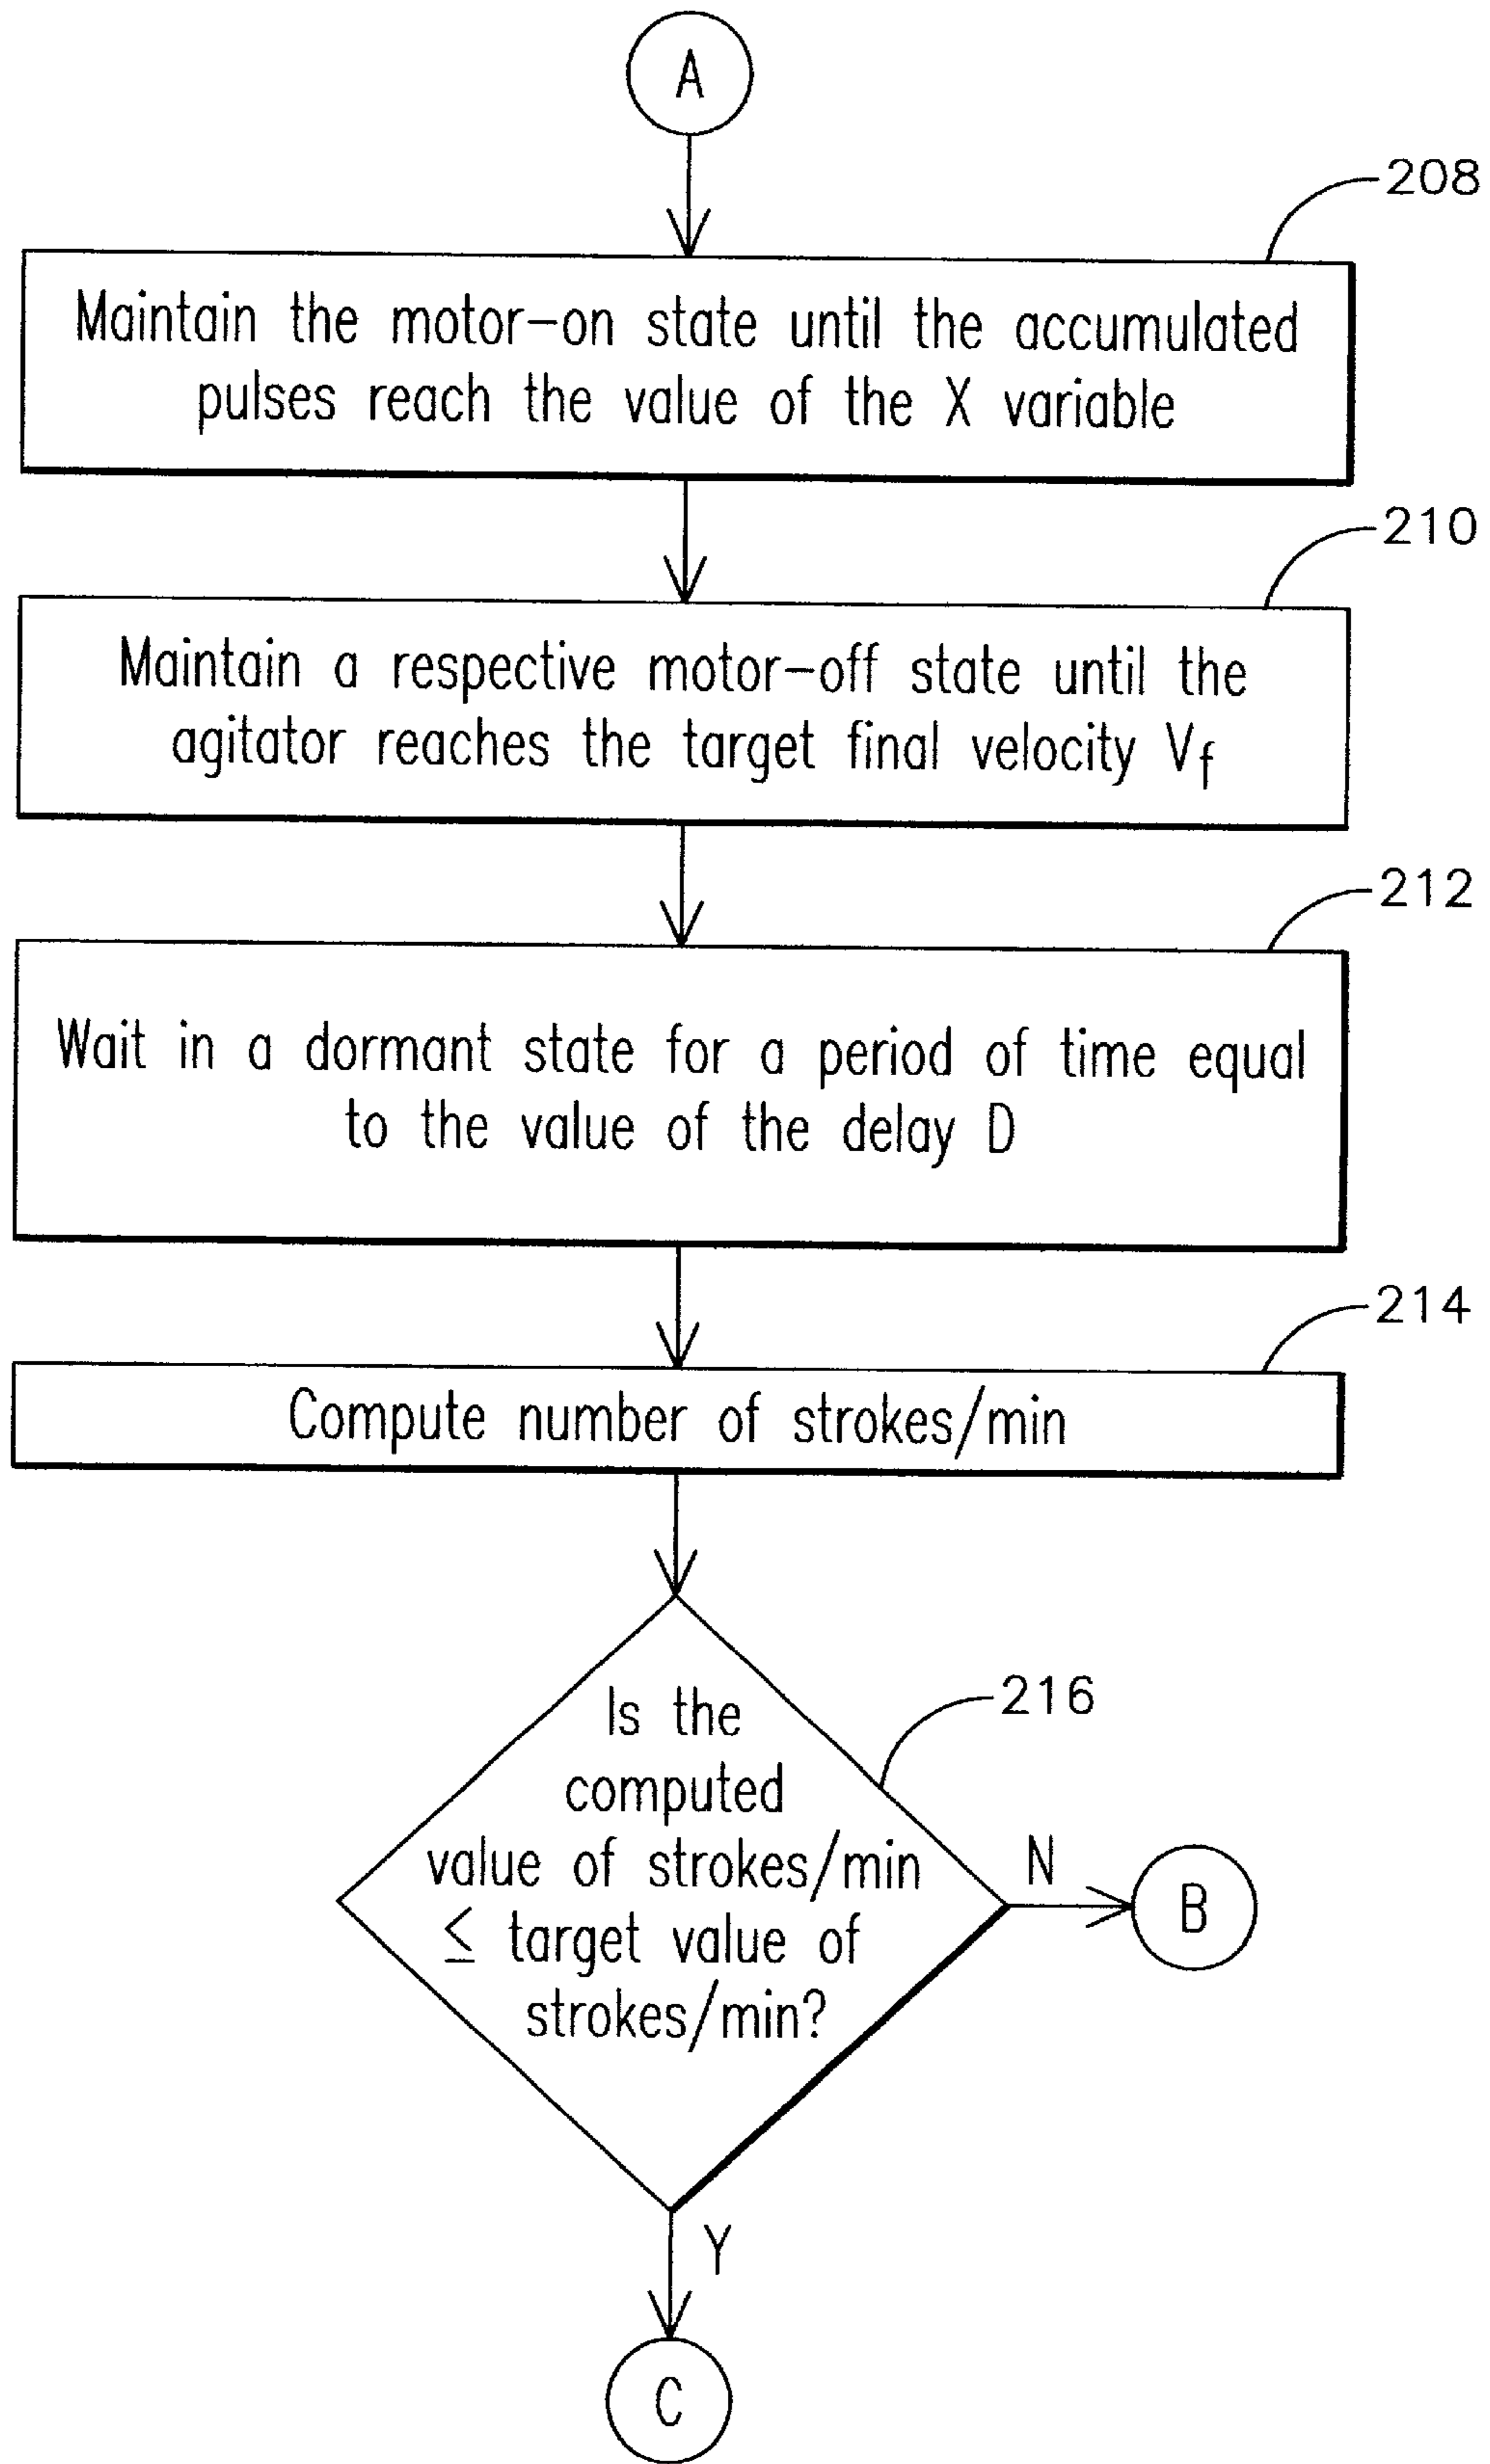 A
208
Maintain the motor-on state until the accumulated
pulses reach the value of the X variable
210
Maintain a respective motor-off state until the
agitator reaches the target final velocity Vf
212
Wait in a dormant state for a period of time equal
to the value of the delay D
214
Compute number of strokes/min
216
Is the
computed
value of strokes/min
≤ target value of
strokes/min?
N
B
Y
C